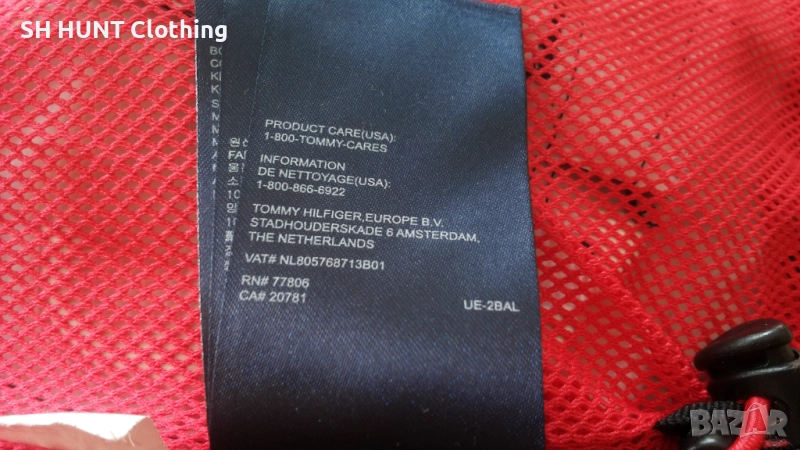 SH HUNT Clothing
PRODUCT CARE(USA):
1-800-TOMMY-CARES
INFORMATION
DE NETTOYAGE(USA):
1-800-866-6922
TOMMY HILFIGER,EUROPE B.V.
STADHOUDERSKADE 6 AMSTERDAM,
THE NETHERLANDS
VAT# NL805768713B01
RN# 77806
CA# 20781
UE-2BAL
BAZAR